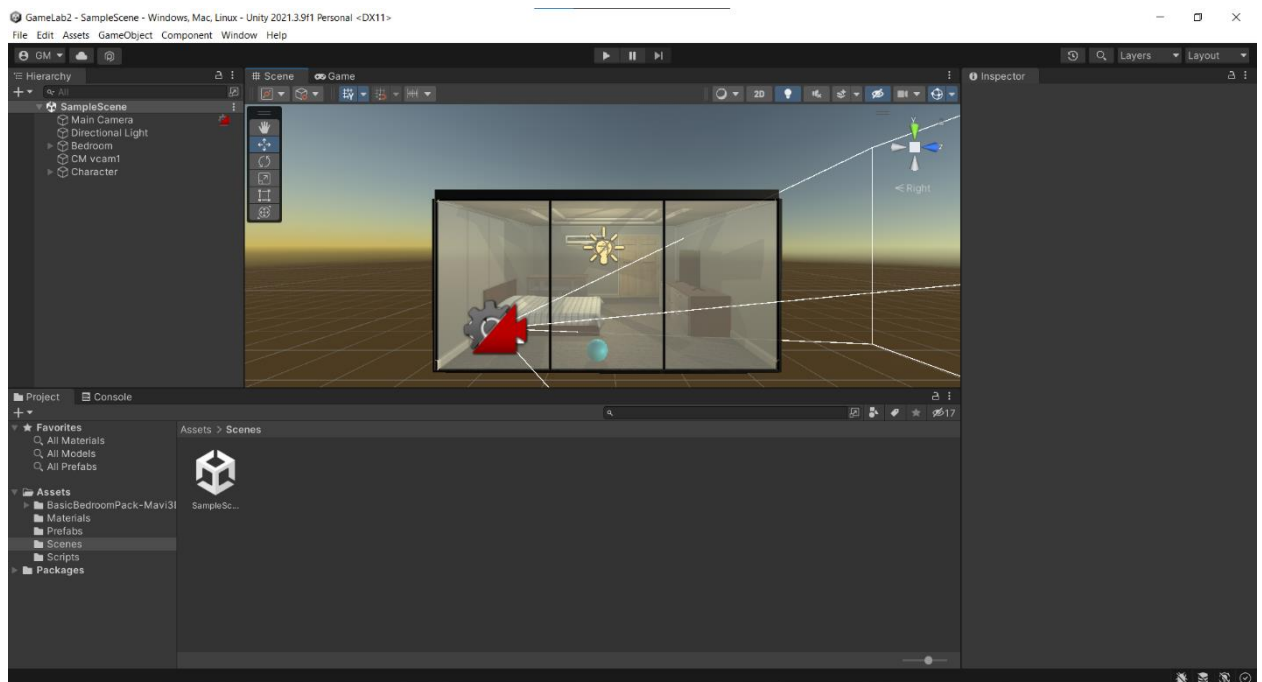 GameLab2 - SampleScene - Windows, Mac, Linux - Unity 2021.3.9f1 Personal <DX11>
File Edit Assets GameObject Component Window Help
GM
Layers
Layout
Hierarchy
All
SampleScene
Main Camera
Directional Light
Bedroom
CM vcam1
Character
Scene
Game
2D
y
z
Right
Inspector
Project
Console
17
Favorites
All Materials
All Models
All Prefabs
Assets
BasicBedroomPack-Mavi3I
Materials
Prefabs
Scenes
Scripts
Packages
Assets > Scenes
SampleSc...